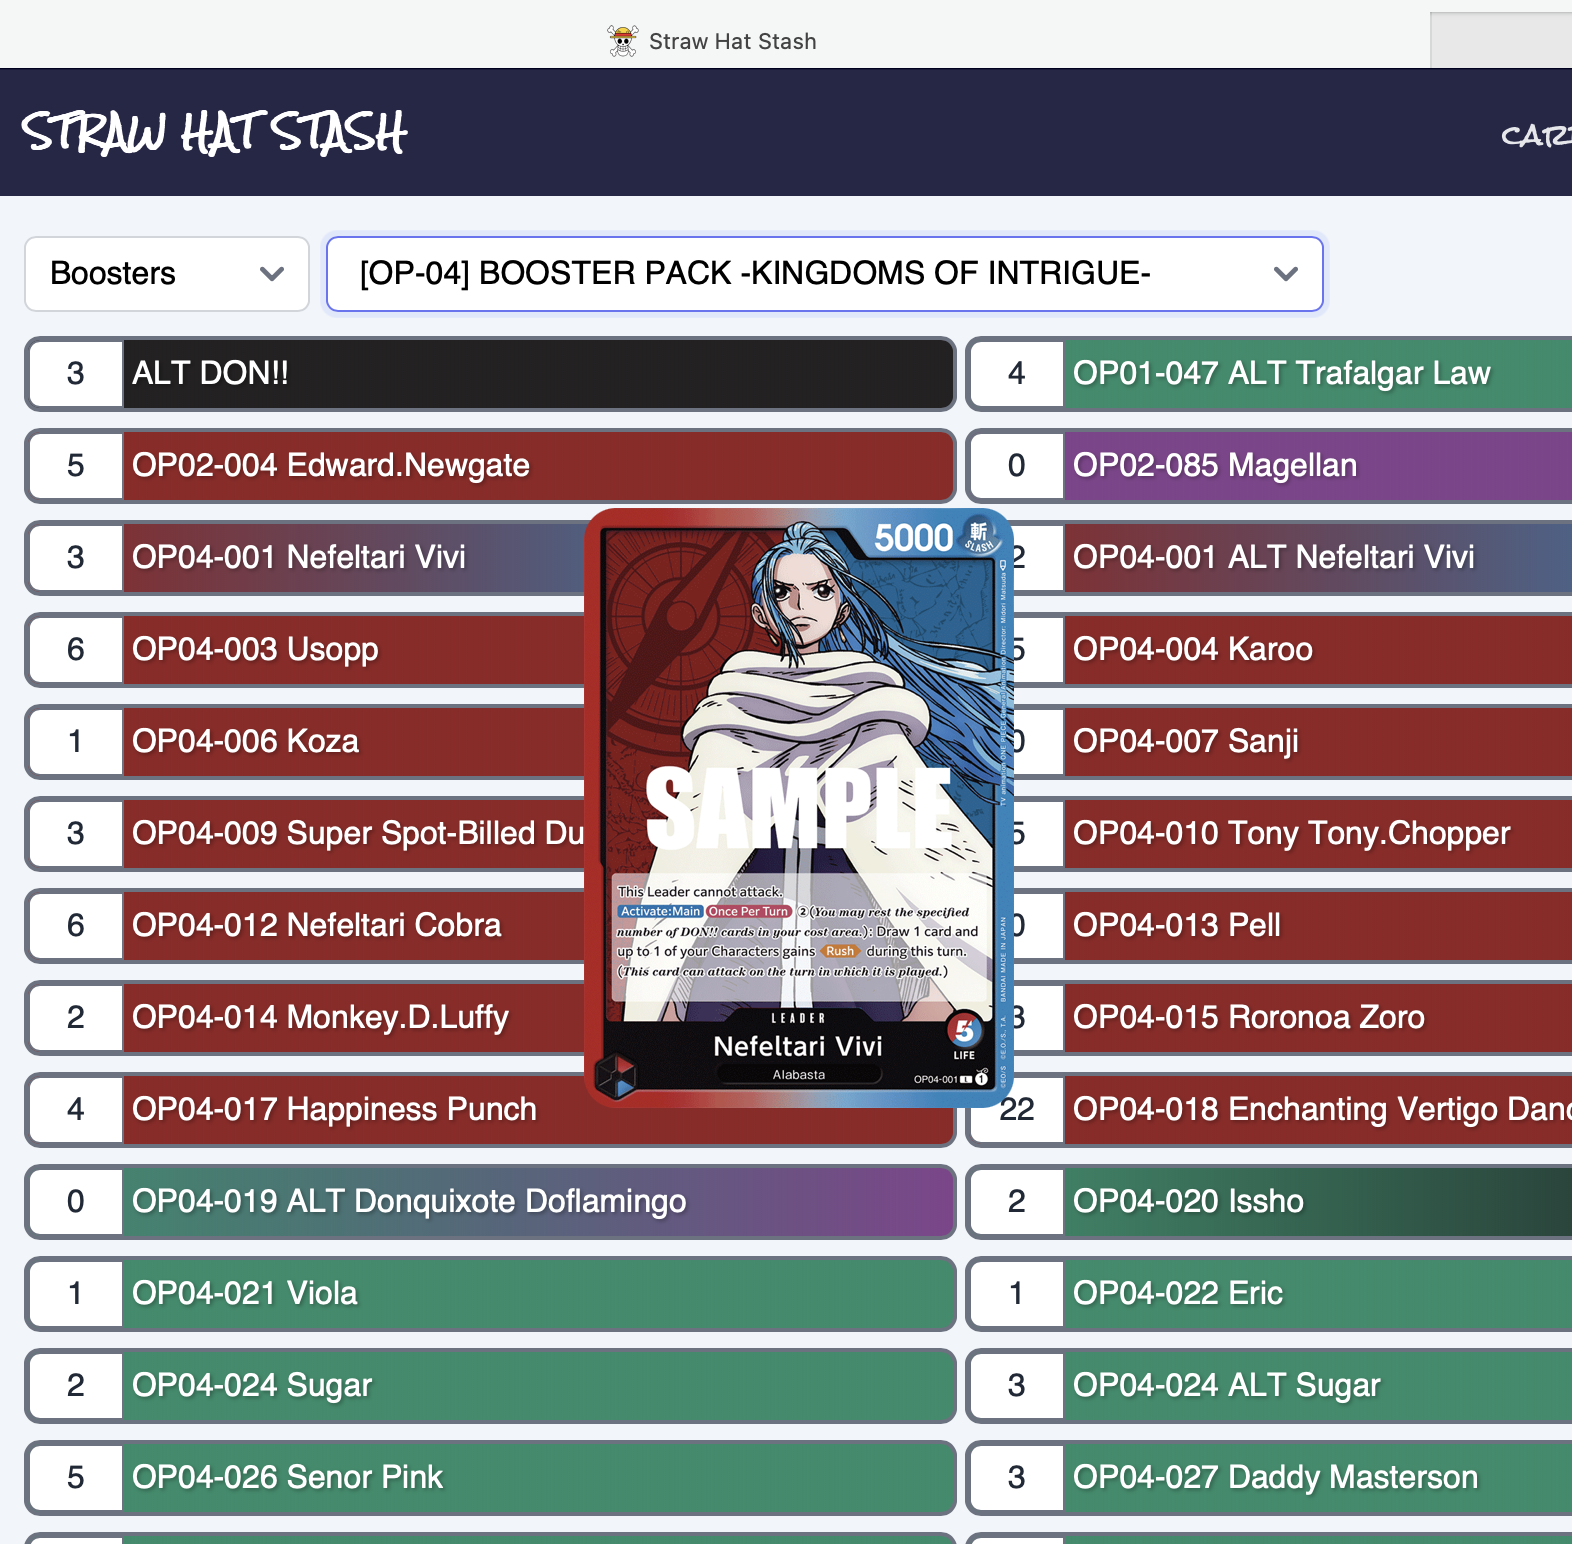 Straw Hat Stash
STRAW HAT STASH
CAR
Boosters
[OP-04] BOOSTER PACK -KINGDOMS OF INTRIGUE-
3 ALT DON!!
4 OP01-047 ALT Trafalgar Law
5 OP02-004 Edward.Newgate
0 OP02-085 Magellan
3 OP04-001 Nefeltari Vivi
2 OP04-001 ALT Nefeltari Vivi
6 OP04-003 Usopp
5 OP04-004 Karoo
1 OP04-006 Koza
0 OP04-007 Sanji
3 OP04-009 Super Spot-Billed Du
5 OP04-010 Tony Tony.Chopper
6 OP04-012 Nefeltari Cobra
0 OP04-013 Pell
2 OP04-014 Monkey.D.Luffy
3 OP04-015 Roronoa Zoro
4 OP04-017 Happiness Punch
22 OP04-018 Enchanting Vertigo Danc
0 OP04-019 ALT Donquixote Doflamingo
2 OP04-020 Issho
1 OP04-021 Viola
1 OP04-022 Eric
2 OP04-024 Sugar
3 OP04-024 ALT Sugar
5 OP04-026 Senor Pink
3 OP04-027 Daddy Masterson
5000 斬
SLASH
SAMPLE
This Leader cannot attack.
Activate:Main Once Per Turn ②(You may rest the specified
number of DON!! cards in your cost area.): Draw 1 card and
up to 1 of your Characters gains Rush during this turn.
(This card can attack on the turn in which it is played.)
LEADER
Nefeltari Vivi
5
LIFE
Alabasta
OP04-001 L 1
BANDAI MADE IN JAPAN